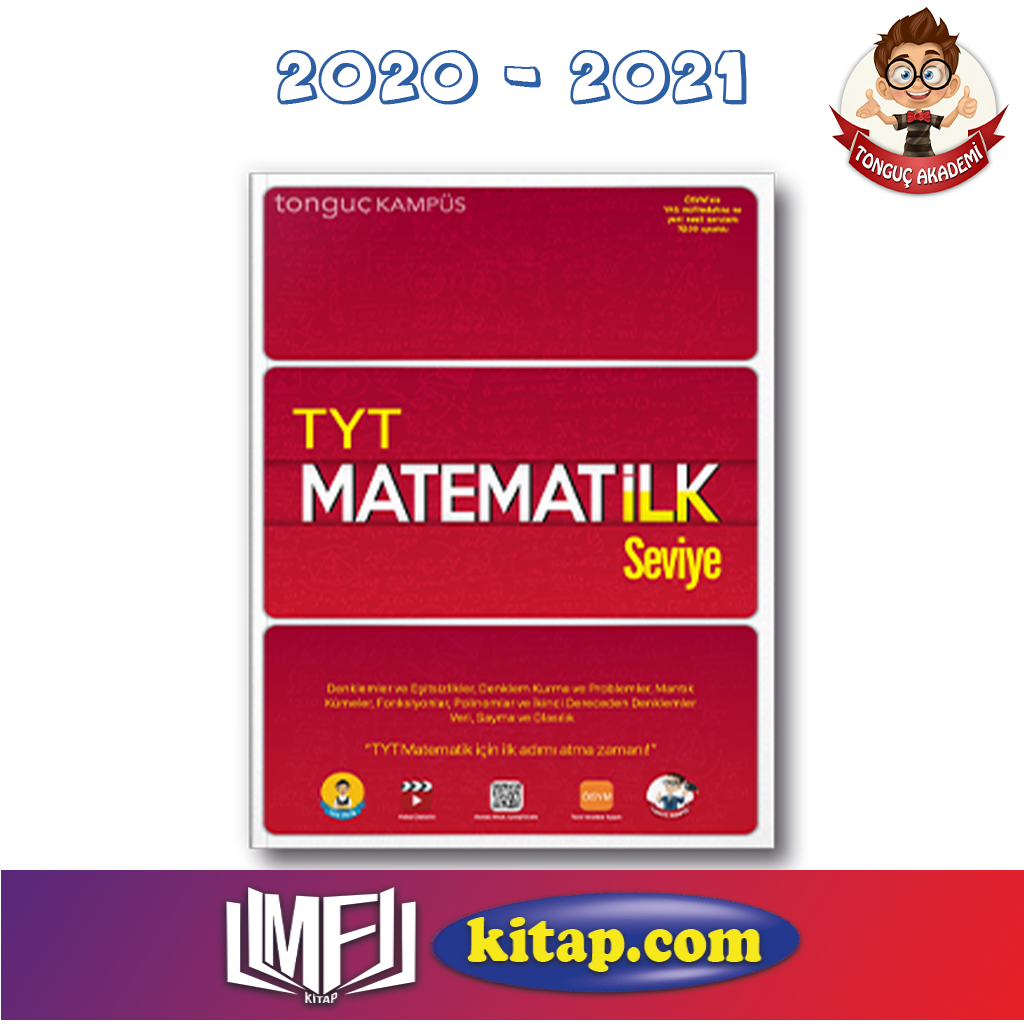 2020 - 2021
TONGUÇ AKADEMİ
tonguç KAMPÜS
TYT
MATEMATİLK
Seviye
Denklemler ve Eşitsizlikler, Denklem Kurma ve Problemler, Mantık
Kümeler, Fonksiyonlar, Polinomlar ve İkinci Dereceden Denklemler
Veri, Sayma ve Olasılık
"TYT Matematik için ilk adımı atma zamanı!"
ÖSYM
MF
KİTAP
kitap.com